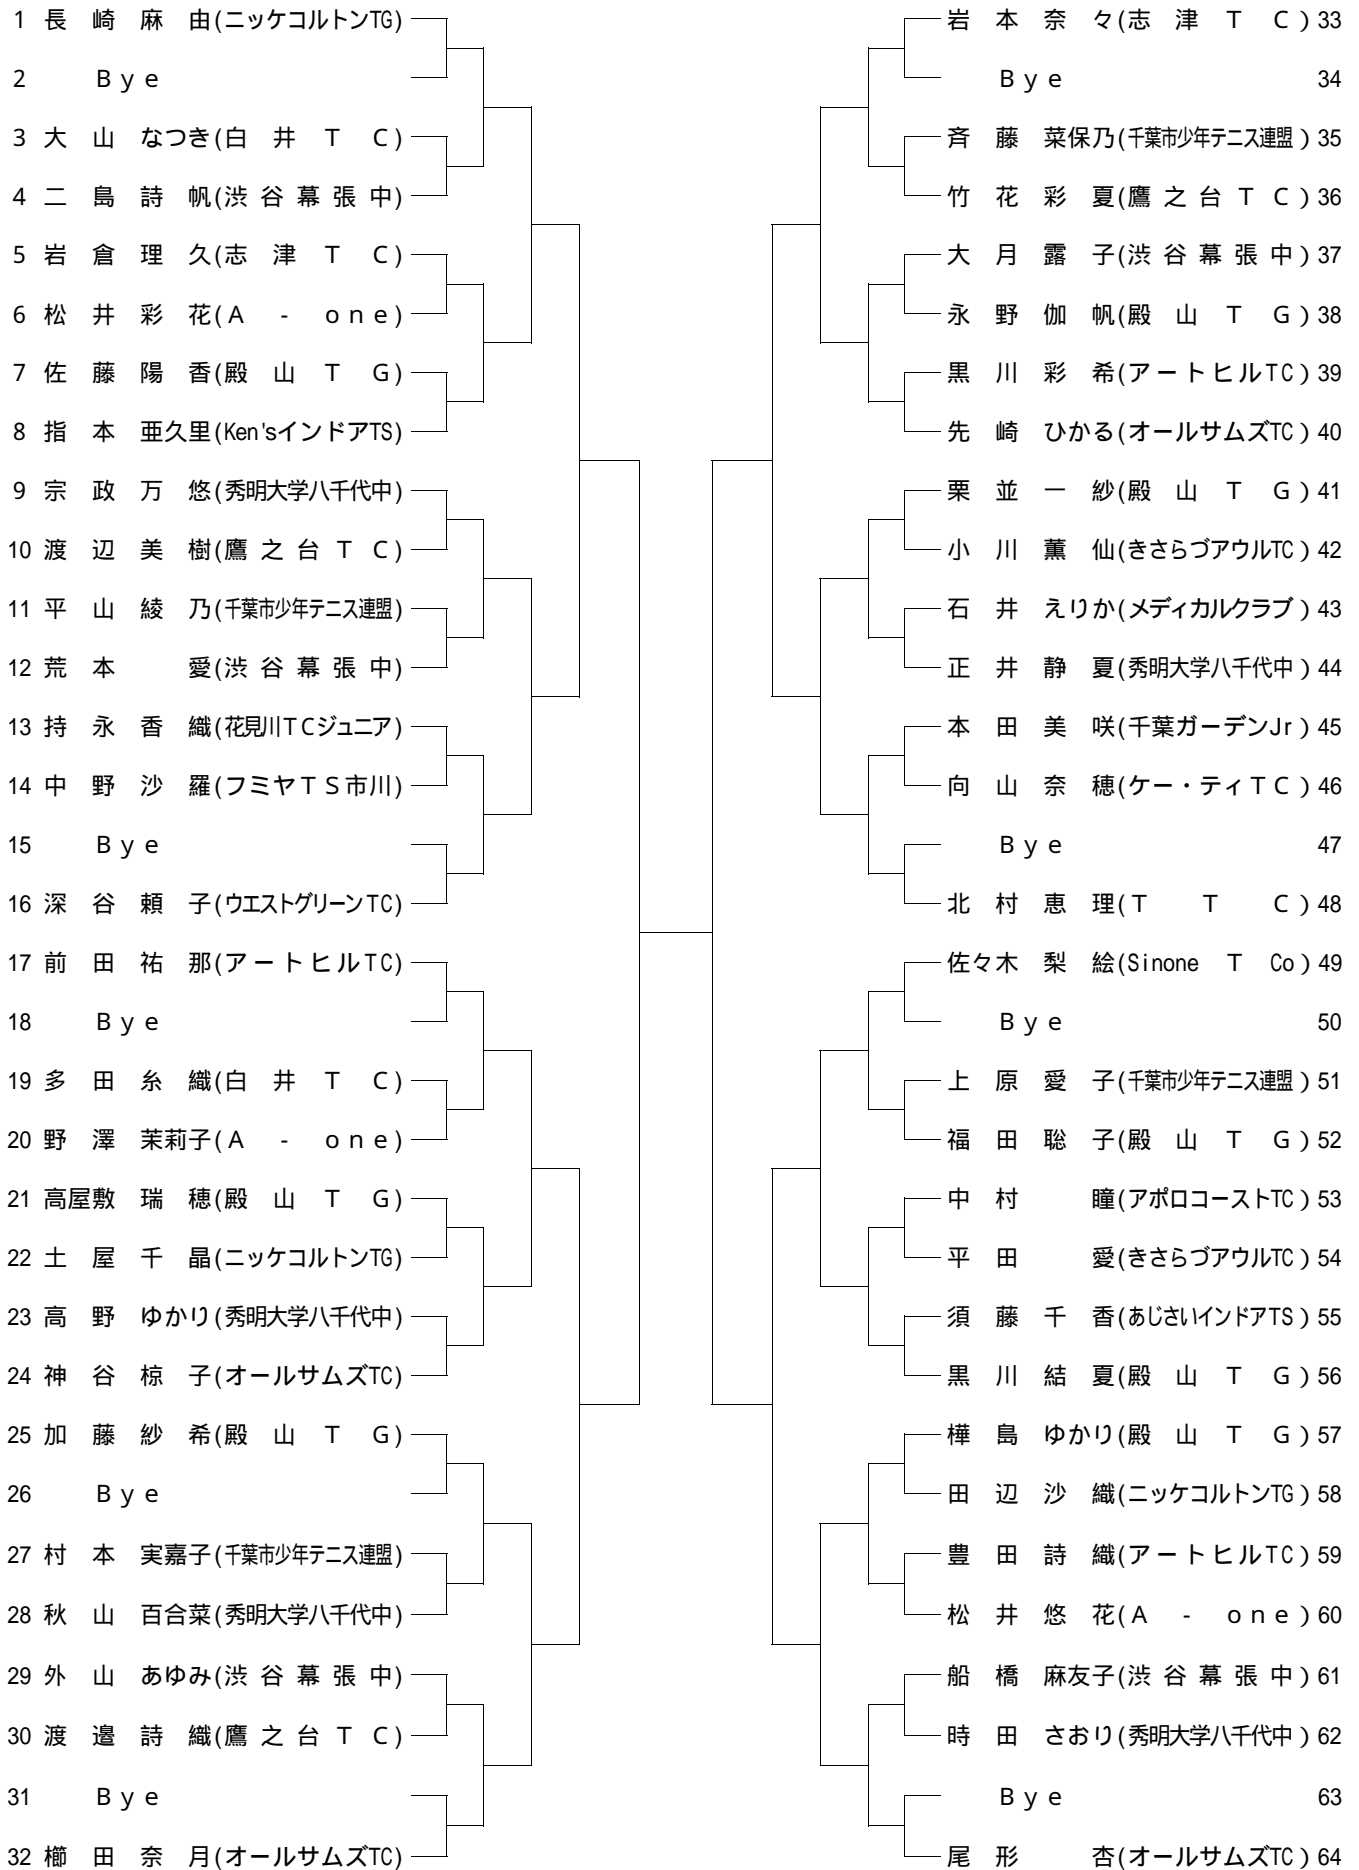 1 長 崎 麻 由(ニッケコルトンTG)
2 Bye
3 大 山 なつき(白 井 T C)
4 二 島 詩 帆(渋 谷 幕 張 中)
5 岩 倉 理 久(志 津 T C)
6 松 井 彩 花(A - one)
7 佐 藤 陽 香(殿 山 T G)
8 指 本 亜久里(Ken'sインドアTS)
9 宗 政 万 悠(秀明大学八千代中)
10 渡 辺 美 樹(鷹 之 台 T C)
11 平 山 綾 乃(千葉市少年テニス連盟)
12 荒 本 愛(渋 谷 幕 張 中)
13 持 永 香 織(花見川TCジュニア)
14 中 野 沙 羅(フミヤTS市川)
15 Bye
16 深 谷 頼 子(ウエストグリーンTC)
17 前 田 祐 那(アートヒルTC)
18 Bye
19 多 田 糸 織(白 井 T C)
20 野 澤 茉莉子(A - one)
21 高屋敷 瑞 穂(殿 山 T G)
22 土 屋 千 晶(ニッケコルトンTG)
23 高 野 ゆかり(秀明大学八千代中)
24 神 谷 椋 子(オールサムズTC)
25 加 藤 紗 希(殿 山 T G)
26 Bye
27 村 本 実嘉子(千葉市少年テニス連盟)
28 秋 山 百合菜(秀明大学八千代中)
29 外 山 あゆみ(渋 谷 幕 張 中)
30 渡 邉 詩 織(鷹 之 台 T C)
31 Bye
32 櫛 田 奈 月(オールサムズTC)
岩 本 奈 々(志 津 T C)33
Bye 34
斉 藤 菜保乃(千葉市少年テニス連盟)35
竹 花 彩 夏(鷹 之 台 T C)36
大 月 露 子(渋 谷 幕 張 中)37
永 野 伽 帆(殿 山 T G)38
黒 川 彩 希(アートヒルTC)39
先 崎 ひかる(オールサムズTC)40
栗 並 一 紗(殿 山 T G)41
小 川 薫 仙(きさらづアウルTC)42
石 井 えりか(メディカルクラブ)43
正 井 静 夏(秀明大学八千代中)44
本 田 美 咲(千葉ガーデンJr)45
向 山 奈 穂(ケー・ティTC)46
Bye 47
北 村 恵 理(T T C)48
佐々木 梨 絵(Sinone T Co)49
Bye 50
上 原 愛 子(千葉市少年テニス連盟)51
福 田 聡 子(殿 山 T G)52
中 村 瞳(アポロコーストTC)53
平 田 愛(きさらづアウルTC)54
須 藤 千 香(あじさいインドアTS)55
黒 川 結 夏(殿 山 T G)56
樺 島 ゆかり(殿 山 T G)57
田 辺 沙 織(ニッケコルトンTG)58
豊 田 詩 織(アートヒルTC)59
松 井 悠 花(A - one)60
船 橋 麻友子(渋 谷 幕 張 中)61
時 田 さおり(秀明大学八千代中)62
Bye 63
尾 形 杏(オールサムズTC)64